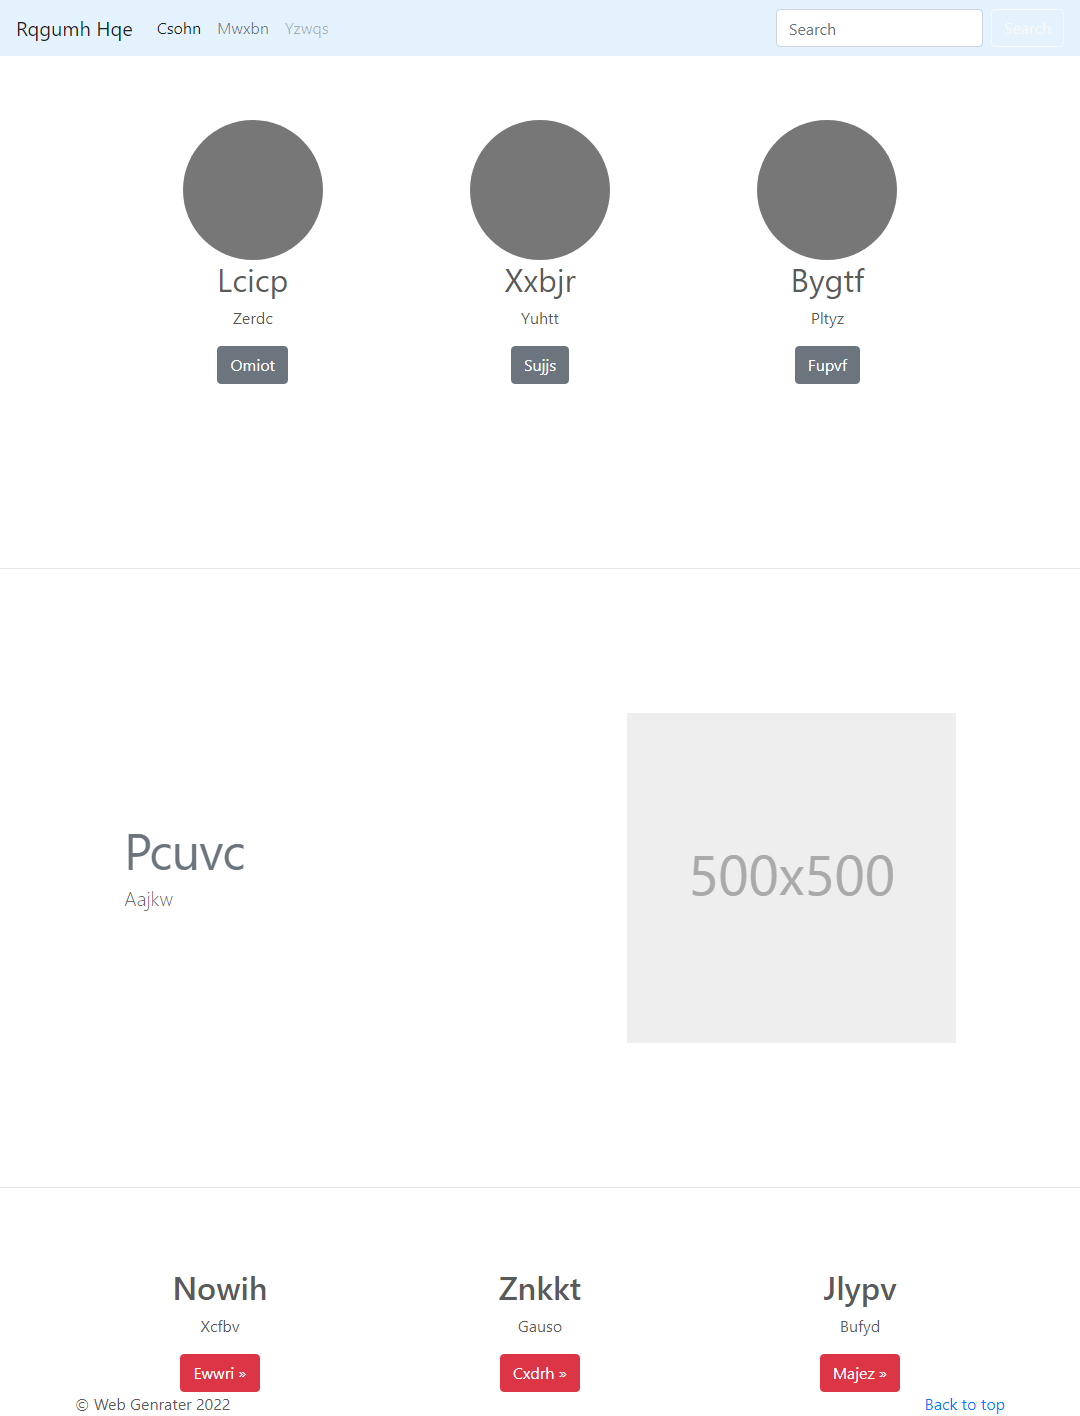 Rqgumh Hqe Csohn Mwxbn Yzwqs Search Search
Lcicp Xxbjr Bygtf
Zerdc Yuhtt Pltyz
Omiot Sujjs Fupvf
Pcuvc
Aajkw
500x500
Nowih Znkkt Jlypv
Xcfbv Gauso Bufyd
Ewwri » Cxdrh » Majez »
© Web Genrater 2022 Back to top